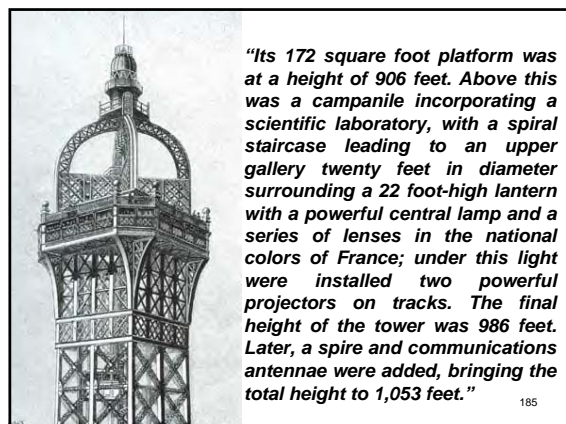 “Its 172 square foot platform was
at a height of 906 feet. Above this
was a campanile incorporating a
scientific laboratory, with a spiral
staircase leading to an upper
gallery twenty feet in diameter
surrounding a 22 foot-high lantern
with a powerful central lamp and a
series of lenses in the national
colors of France; under this light
were installed two powerful
projectors on tracks. The final
height of the tower was 986 feet.
Later, a spire and communications
antennae were added, bringing the
total height to 1,053 feet.”
185